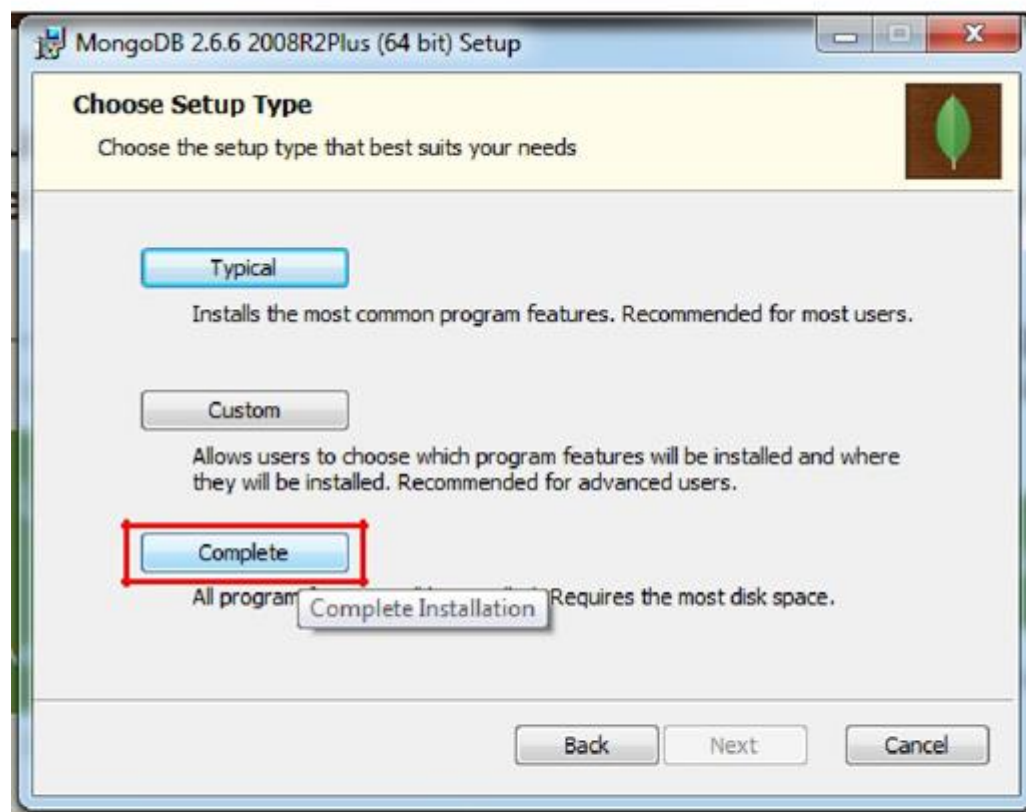 MongoDB 2.6.6 2008R2Plus (64 bit) Setup
Choose Setup Type
Choose the setup type that best suits your needs
Typical
Installs the most common program features. Recommended for most users.
Custom
Allows users to choose which program features will be installed and where
they will be installed. Recommended for advanced users.
Complete
All program Requires the most disk space.
Complete Installation
Back Next Cancel